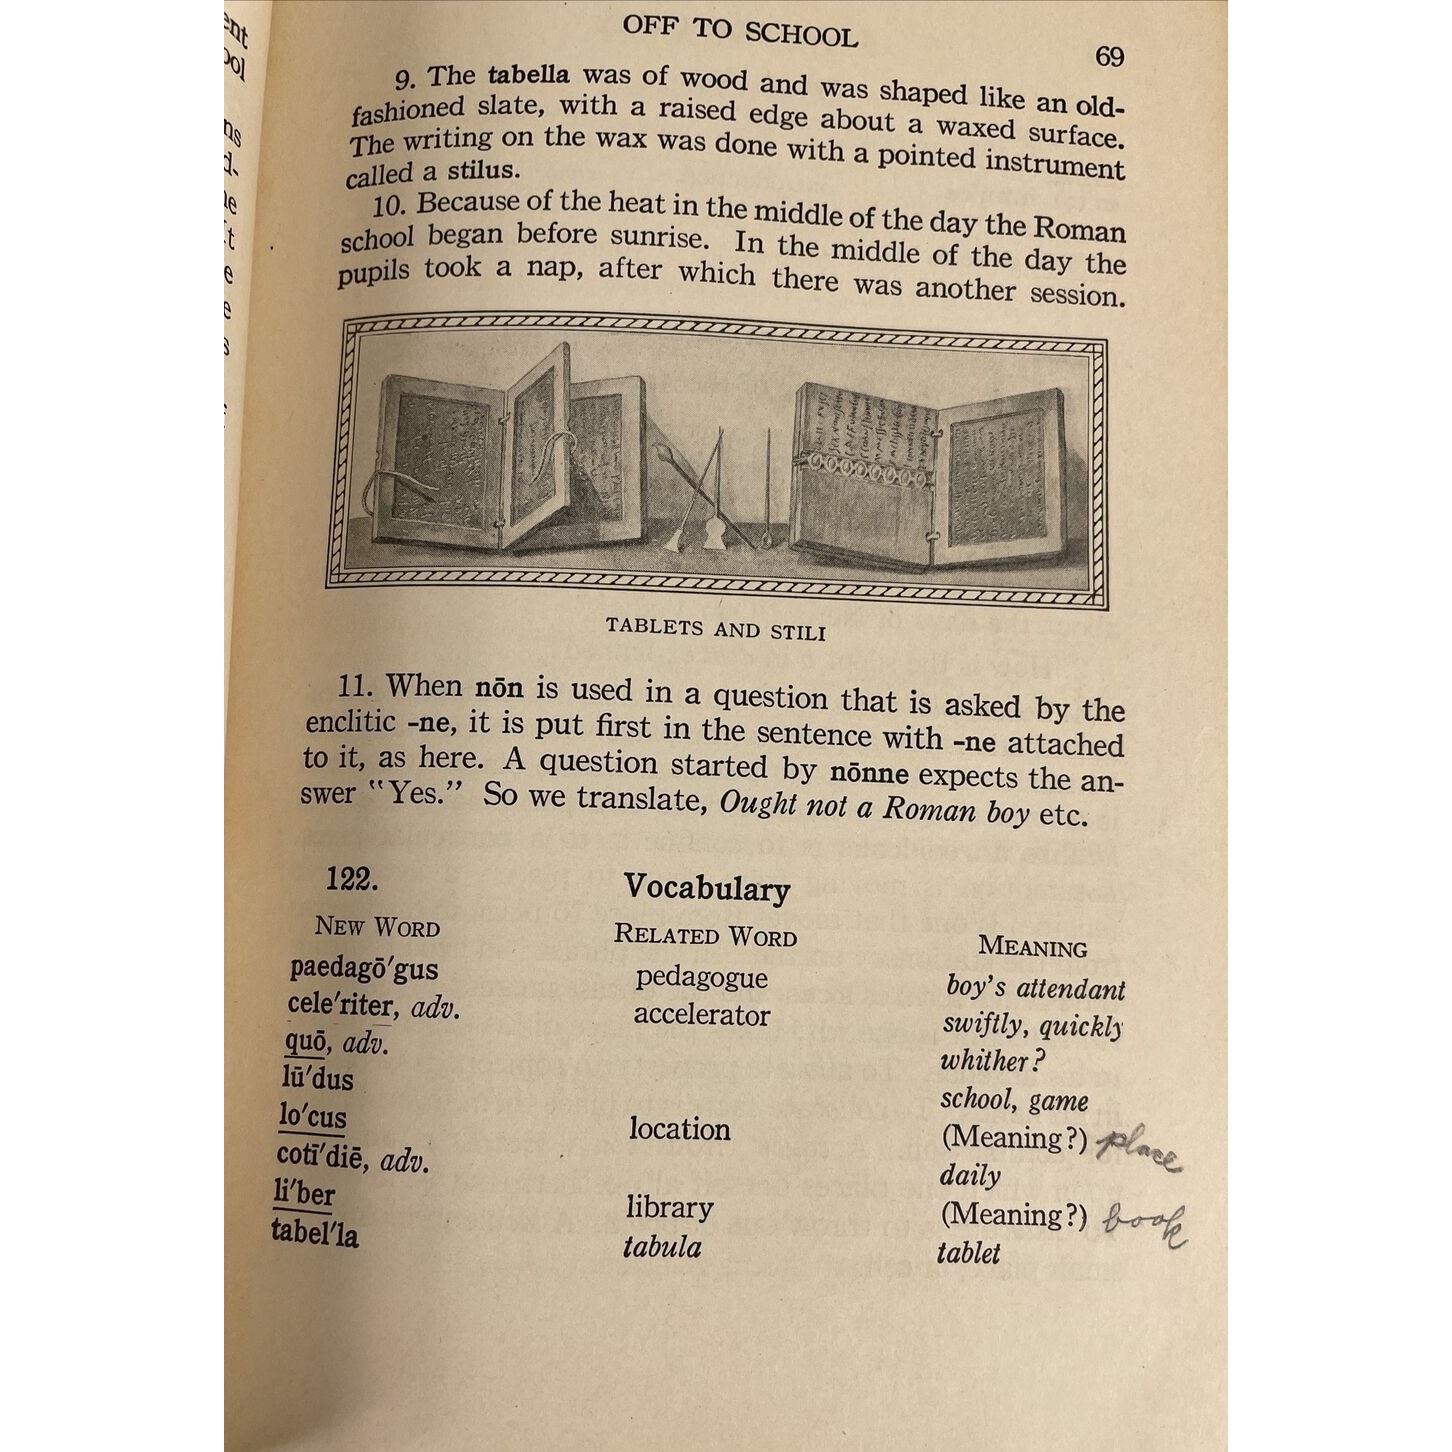 ent
ool
ns
d-
ne
It
e
e
s
OFF TO SCHOOL
69
9. The tabella was of wood and was shaped like an old-
fashioned slate, with a raised edge about a waxed surface.
The writing on the wax was done with a pointed instrument
called a stilus.
10. Because of the heat in the middle of the day the Roman
school began before sunrise. In the middle of the day the
pupils took a nap, after which there was another session.
TABLETS AND STILI
11. When nōn is used in a question that is asked by the
enclitic -ne, it is put first in the sentence with -ne attached
to it, as here. A question started by nōnne expects the an-
swer "Yes." So we translate, Ought not a Roman boy etc.
122. Vocabulary
NEW WORD RELATED WORD MEANING
paedagō′gus pedagogue boy's attendant
cele′riter, adv. accelerator swiftly, quickly
quō, adv. whither?
lū′dus school, game
lo′cus location (Meaning?) place
cotī′diē, adv. daily
li′ber library (Meaning?) book
tabel′la tabula tablet